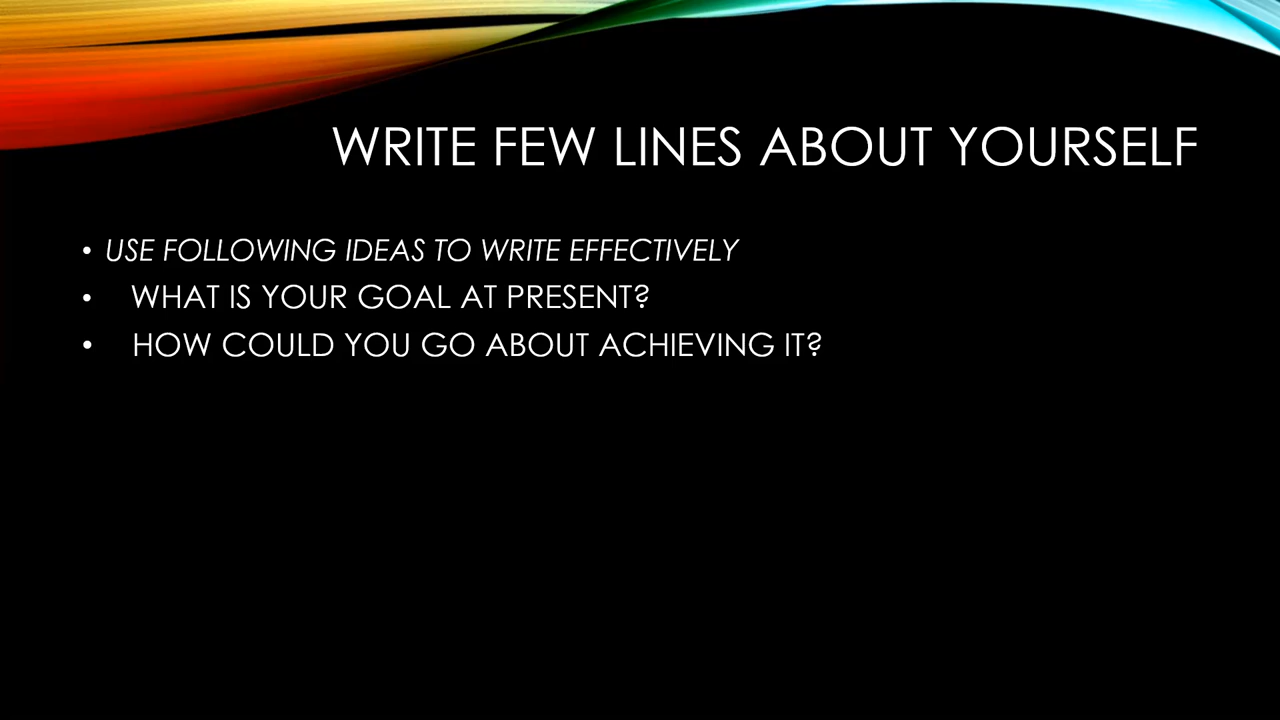 WRITE FEW LINES ABOUT YOURSELF
• USE FOLLOWING IDEAS TO WRITE EFFECTIVELY
• WHAT IS YOUR GOAL AT PRESENT?
• HOW COULD YOU GO ABOUT ACHIEVING IT?